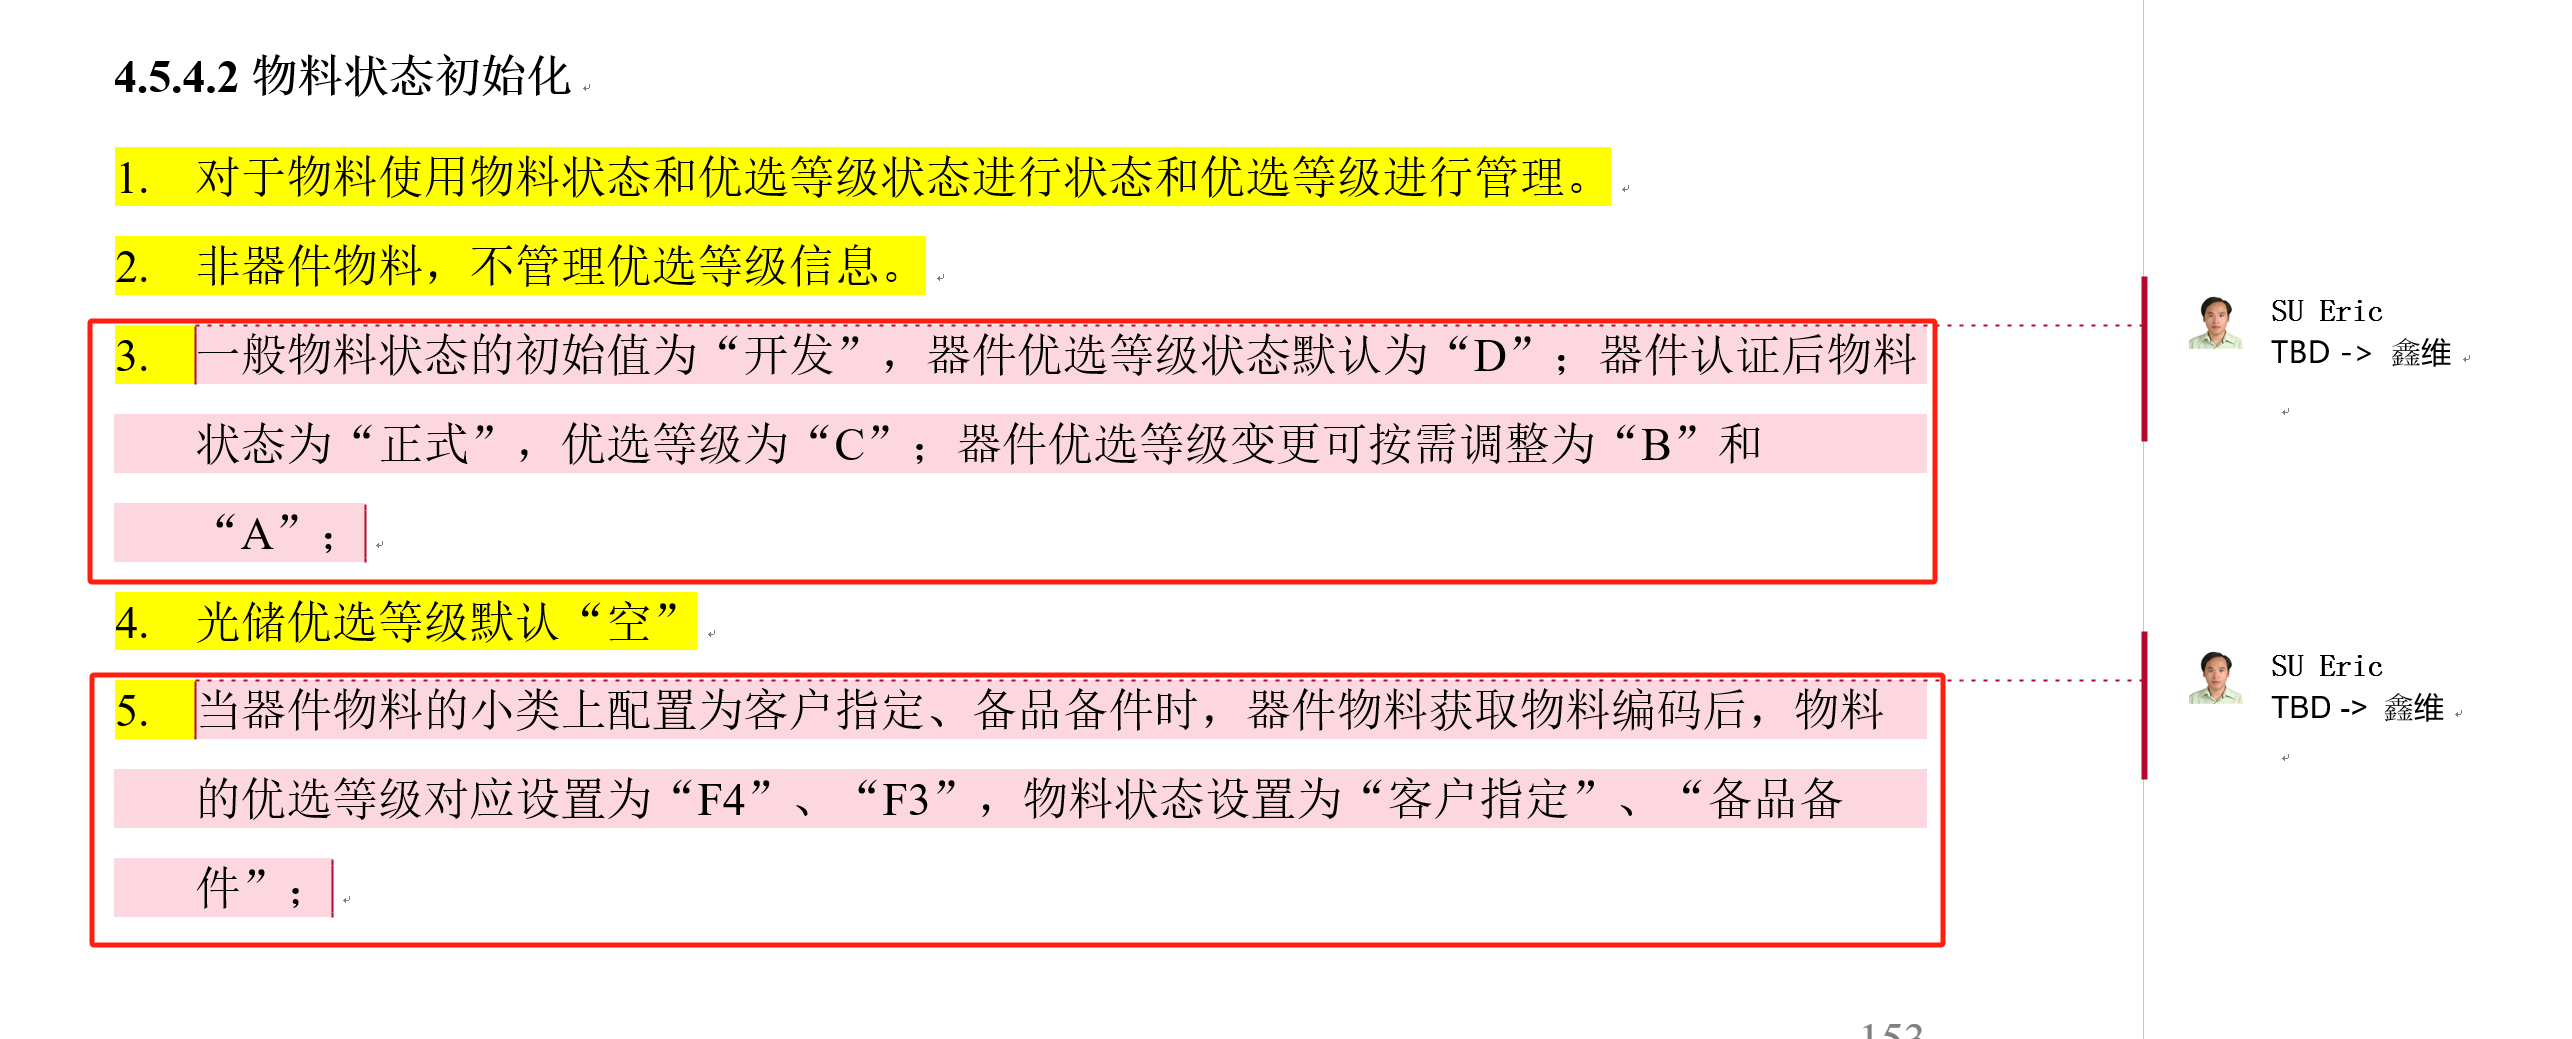 4.5.4.2 物料状态初始化
1. 对于物料使用物料状态和优选等级状态进行状态和优选等级进行管理。
2. 非器件物料，不管理优选等级信息。
3. 一般物料状态的初始值为“开发”，器件优选等级状态默认为“D”；器件认证后物料
状态为“正式”，优选等级为“C”；器件优选等级变更可按需调整为“B”和
“A”；
SU Eric
TBD -> 鑫维
4. 光储优选等级默认“空”
5. 当器件物料的小类上配置为客户指定、备品备件时，器件物料获取物料编码后，物料
的优选等级对应设置为“F4”、“F3”，物料状态设置为“客户指定”、“备品备
件”；
SU Eric
TBD -> 鑫维
153